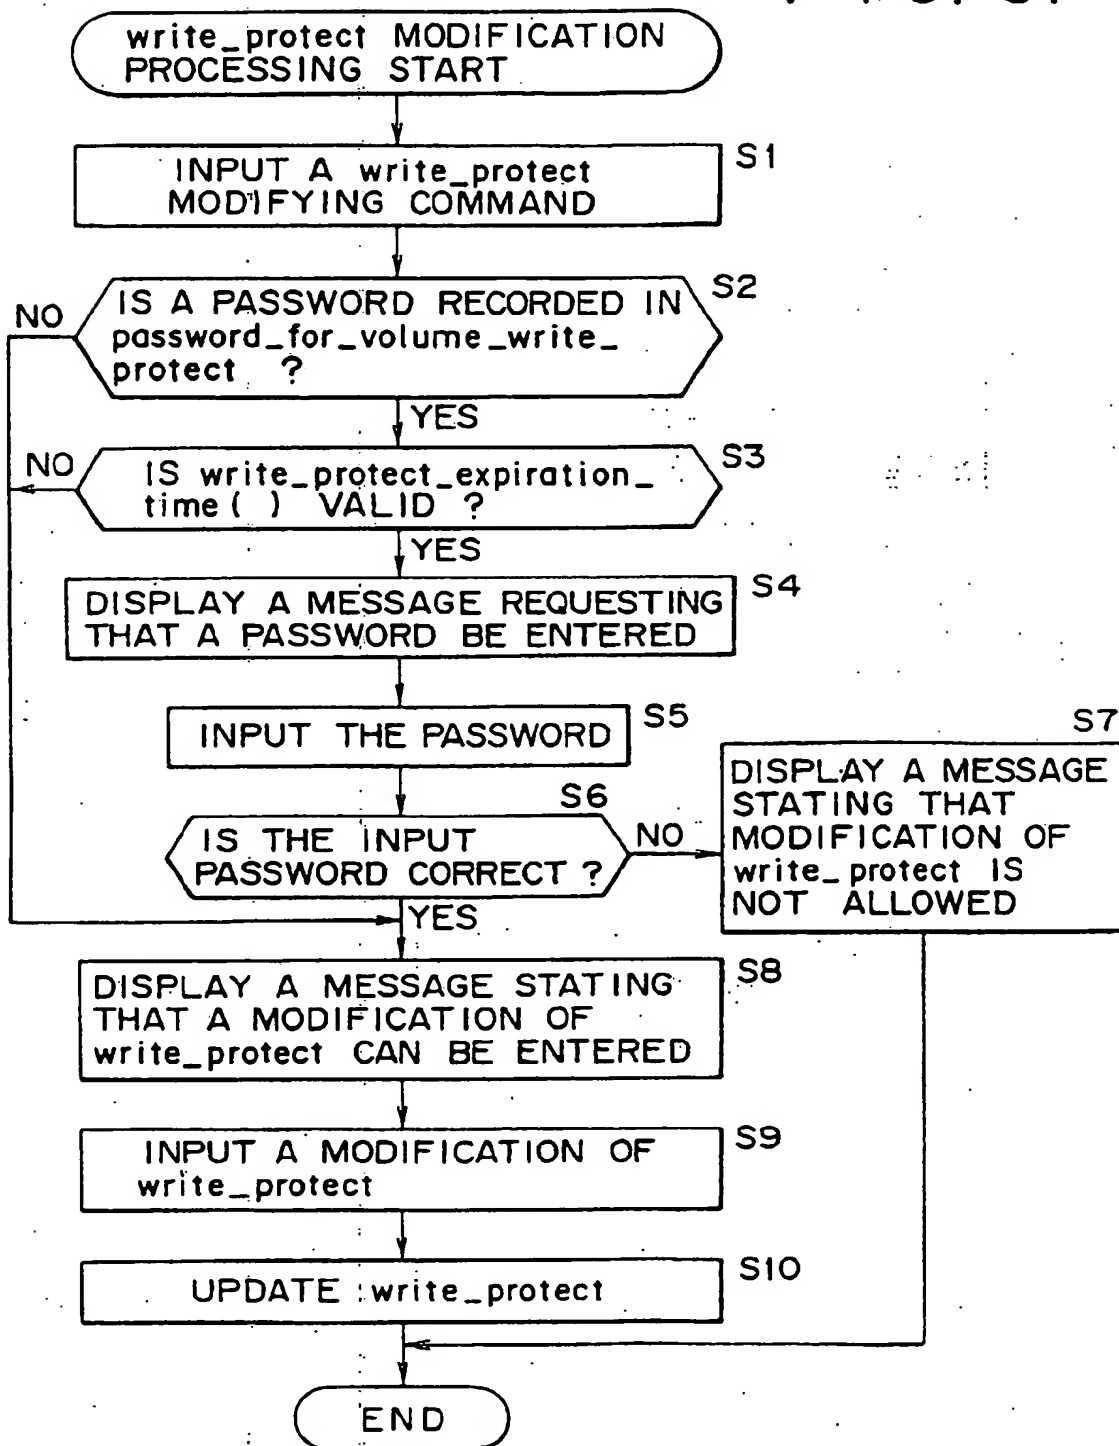 write_protect MODIFICATION
PROCESSING START
S1
INPUT A write_protect
MODIFYING COMMAND
S2
NO
IS A PASSWORD RECORDED IN
password_for_volume_write_
protect ?
YES
S3
NO
IS write_protect_expiration_
time( ) VALID ?
YES
S4
DISPLAY A MESSAGE REQUESTING
THAT A PASSWORD BE ENTERED
S5
INPUT THE PASSWORD
S6
IS THE INPUT
PASSWORD CORRECT ?
NO
S7
DISPLAY A MESSAGE
STATING THAT
MODIFICATION OF
write_protect IS
NOT ALLOWED
YES
S8
DISPLAY A MESSAGE STATING
THAT A MODIFICATION OF
write_protect CAN BE ENTERED
S9
INPUT A MODIFICATION OF
write_protect
S10
UPDATE write_protect
END